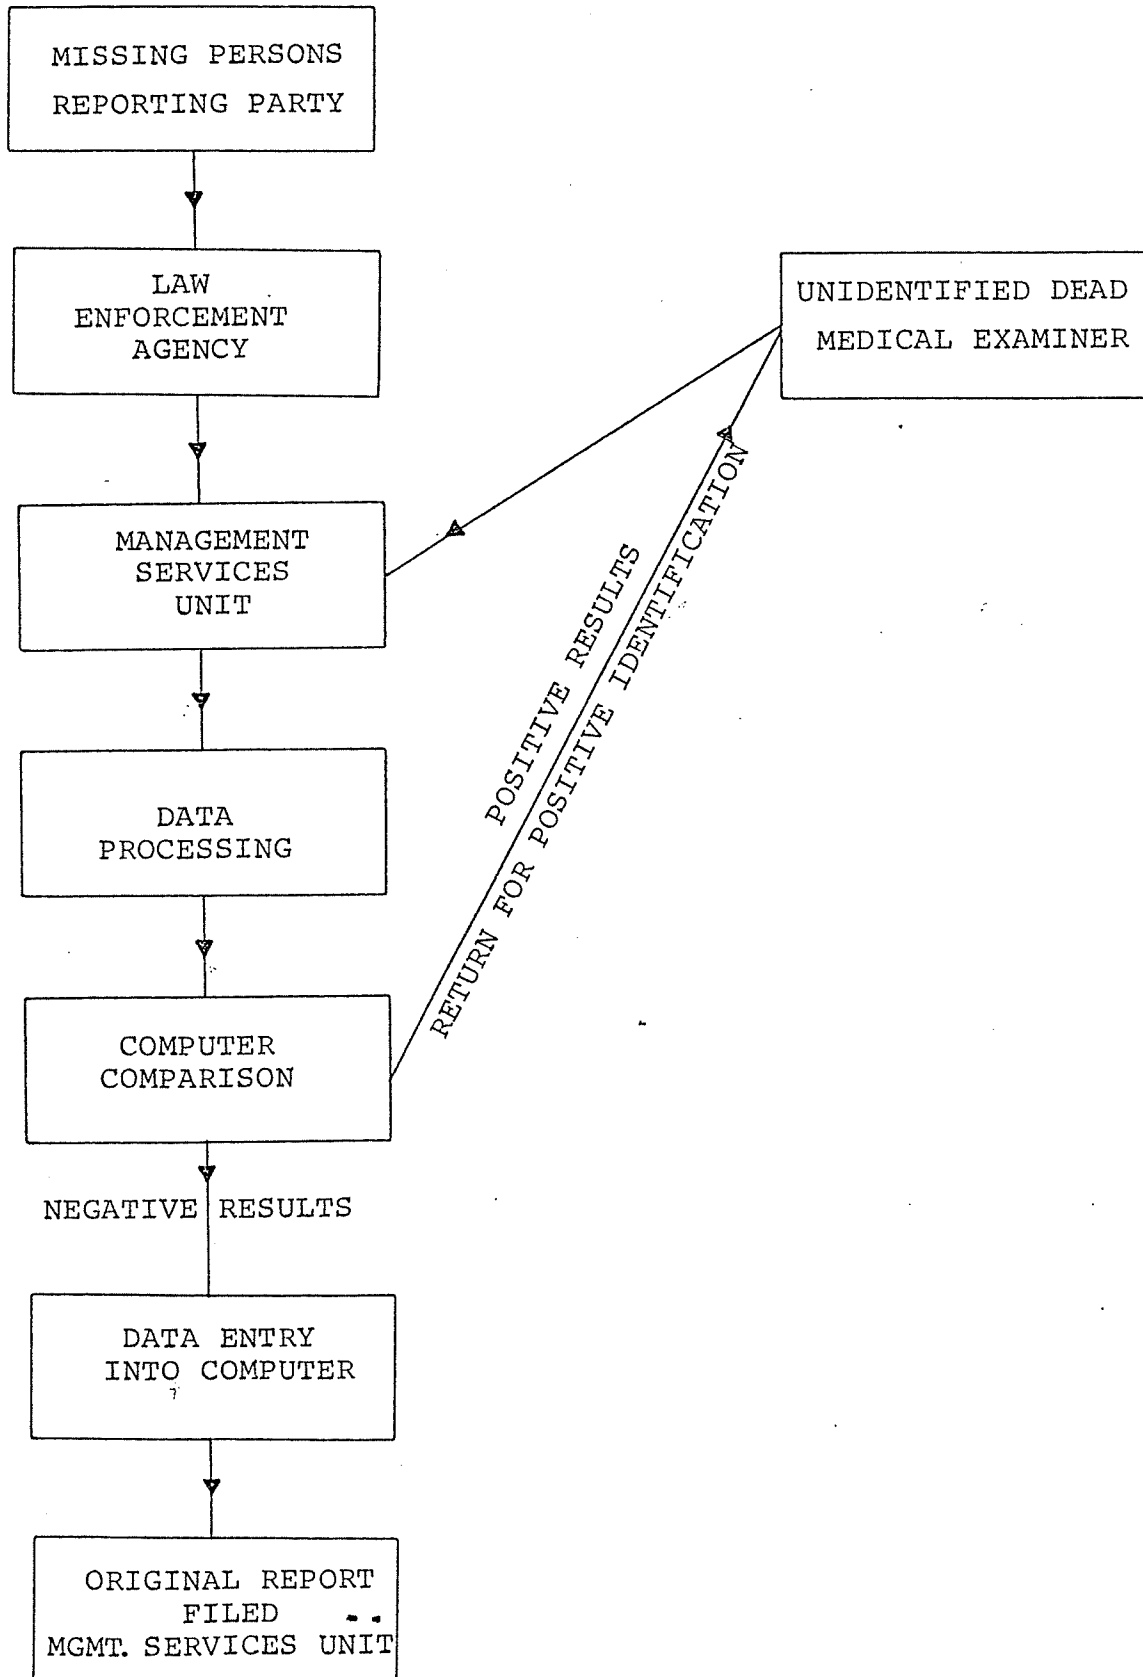 MISSING PERSONS
REPORTING PARTY
LAW
ENFORCEMENT
AGENCY
UNIDENTIFIED DEAD
MEDICAL EXAMINER
MANAGEMENT
SERVICES
UNIT
DATA
PROCESSING
POSITIVE RESULTS
RETURN FOR POSITIVE IDENTIFICATION
COMPUTER
COMPARISON
NEGATIVE RESULTS
DATA ENTRY
INTO COMPUTER
ORIGINAL REPORT
FILED
MGMT. SERVICES UNIT